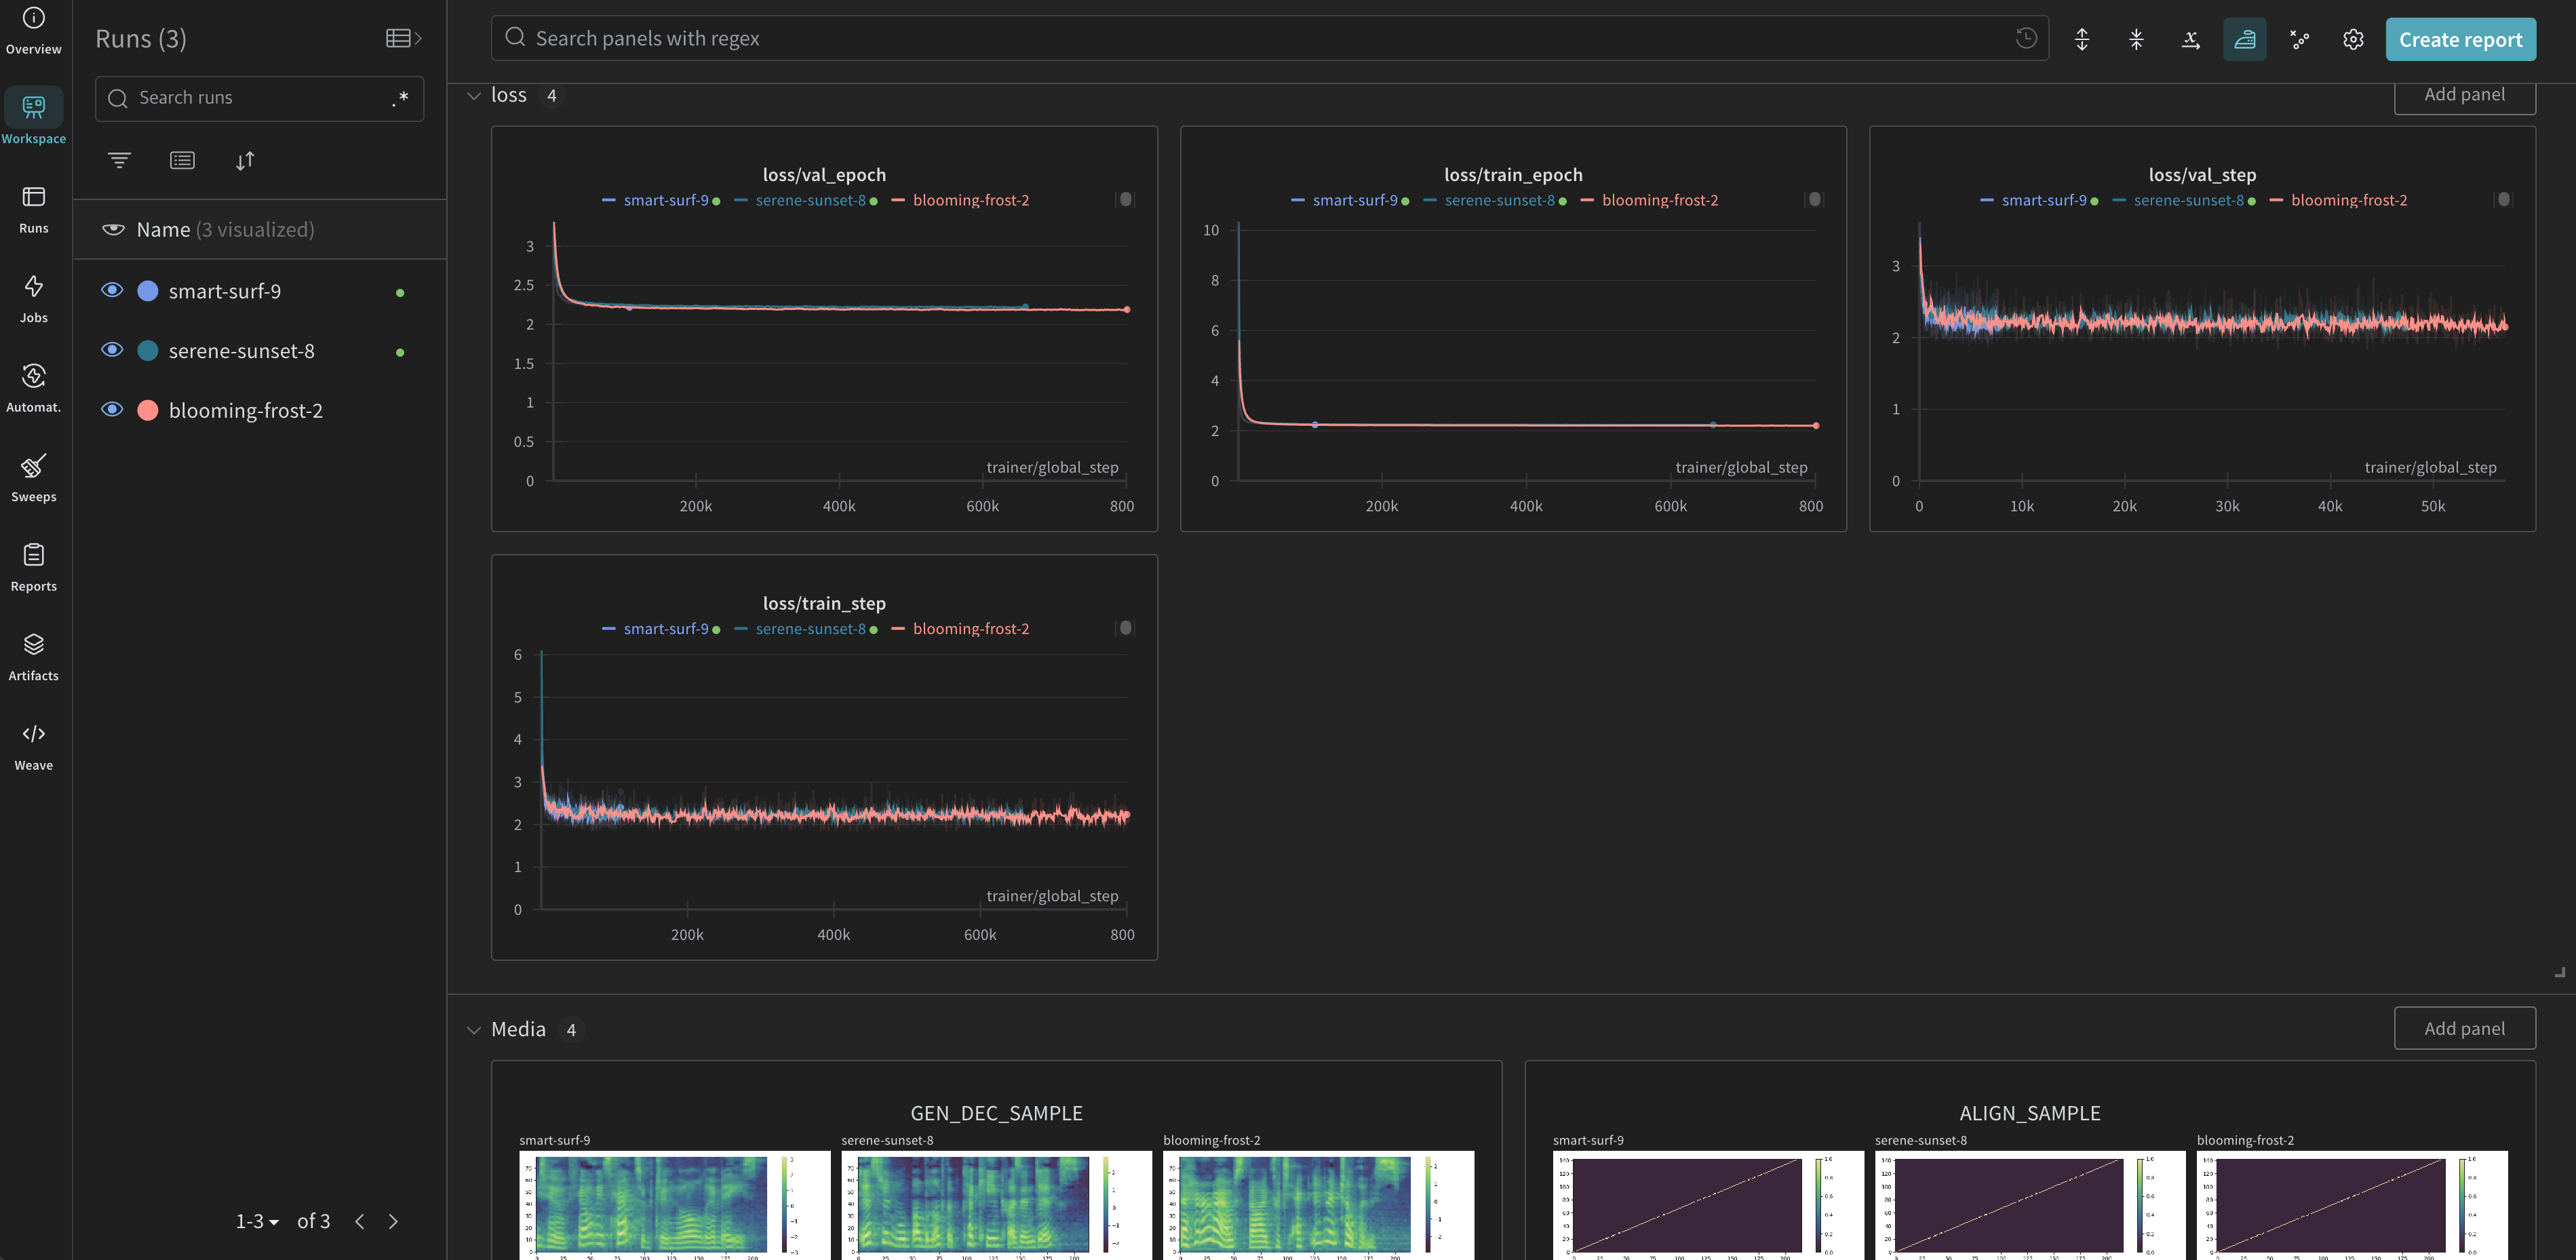 Overview
Workspace
Runs
Jobs
Automat.
Sweeps
Reports
Artifacts
Weave
Runs (3)
Search runs
.*
Name (3 visualized)
smart-surf-9
serene-sunset-8
blooming-frost-2
1-3 of 3
Search panels with regex
Create report
loss 4
Add panel
loss/val_epoch
smart-surf-9 serene-sunset-8 blooming-frost-2
3
2.5
2
1.5
1
0.5
0
trainer/global_step
200k 400k 600k 800
loss/train_epoch
smart-surf-9 serene-sunset-8 blooming-frost-2
10
8
6
4
2
0
trainer/global_step
200k 400k 600k 800
loss/val_step
smart-surf-9 serene-sunset-8 blooming-frost-2
3
2
1
0
trainer/global_step
0 10k 20k 30k 40k 50k
loss/train_step
smart-surf-9 serene-sunset-8 blooming-frost-2
6
5
4
3
2
1
0
trainer/global_step
200k 400k 600k 800
Media 4
Add panel
GEN_DEC_SAMPLE
smart-surf-9 serene-sunset-8 blooming-frost-2
ALIGN_SAMPLE
smart-surf-9 serene-sunset-8 blooming-frost-2